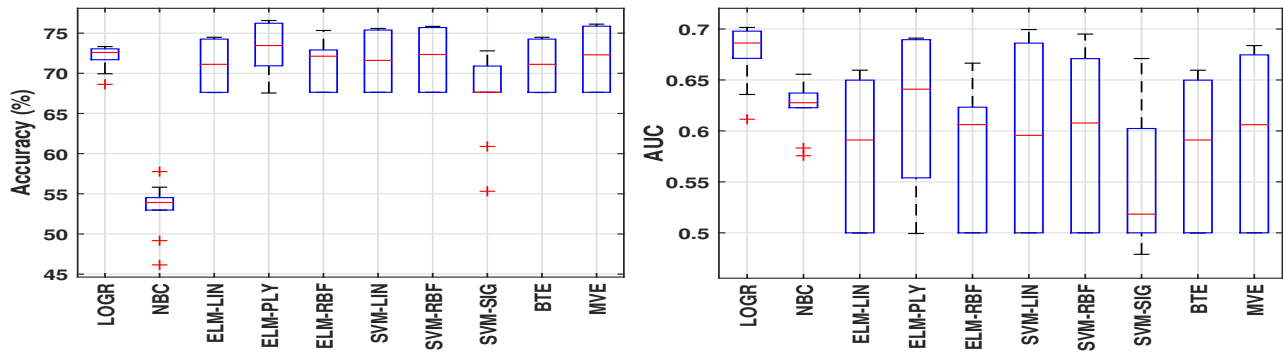 Accuracy (%)
75
70
65
60
55
50
45
LOGR
NBC
ELM-LIN
ELM-PLY
ELM-RBF
SVM-LIN
SVM-RBF
SVM-SIG
BTE
MVE
AUC
0.7
0.65
0.6
0.55
0.5
LOGR
NBC
ELM-LIN
ELM-PLY
ELM-RBF
SVM-LIN
SVM-RBF
SVM-SIG
BTE
MVE